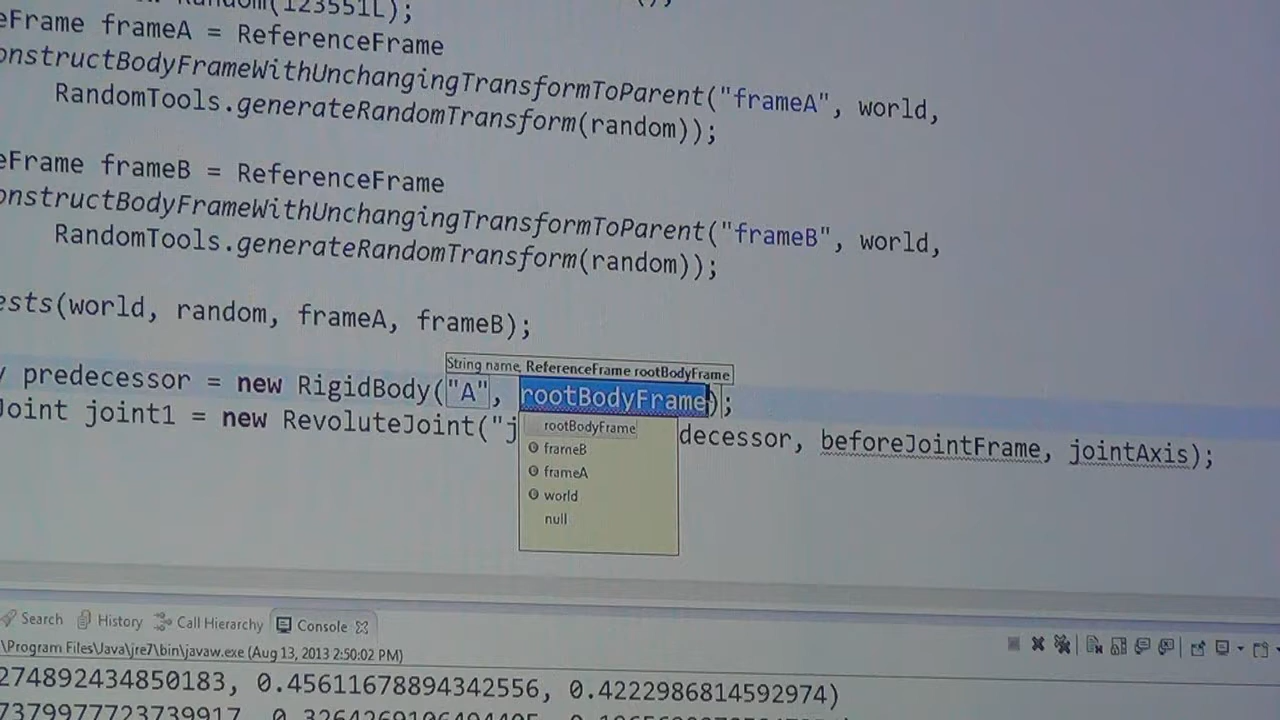 123551L);
eFrame frameA = ReferenceFrame
onstructBodyFrameWithUnchangingTransformToParent("frameA", world,
RandomTools.generateRandomTransform(random));
eFrame frameB = ReferenceFrame
onstructBodyFrameWithUnchangingTransformToParent("frameB", world,
RandomTools.generateRandomTransform(random));
ests(world, random, frameA, frameB);
String name, ReferenceFrame rootBodyFrame
y predecessor = new RigidBody("A", rootBodyFrame);
Joint joint1 = new RevoluteJoint("j decessor, beforeJointFrame, jointAxis);
rootBodyFrame
frameB
frameA
world
null
Search History Call Hierarchy Console
\Program Files\Java\jre7\bin\javaw.exe (Aug 13, 2013 2:50:02 PM)
274892434850183, 0.45611678894342556, 0.4222986814592974)